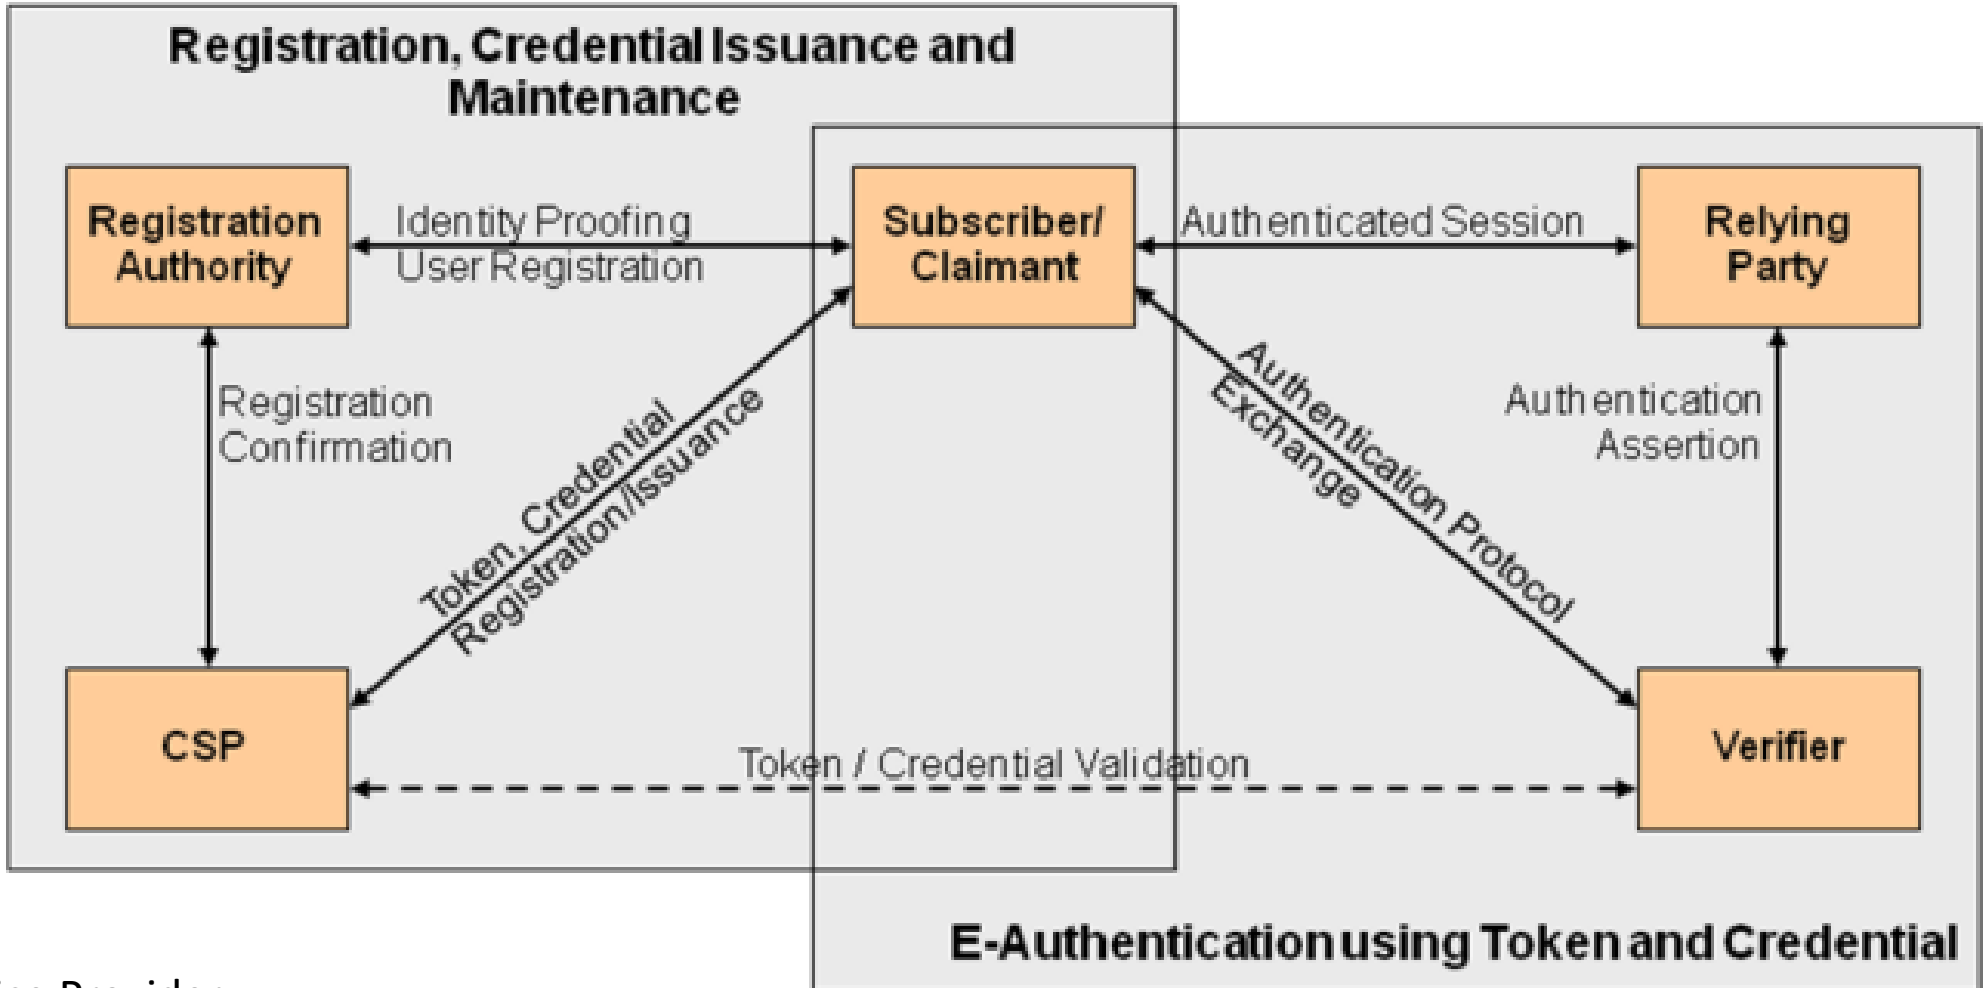 Registration, Credential Issuance and
Maintenance
Registration
Authority
Identity Proofing
User Registration
Subscriber/
Claimant
Authenticated Session
Relying
Party
Registration
Confirmation
Token, Credential
Registration/Issuance
Authentication Protocol
Exchange
Authentication
Assertion
CSP
Token / Credential Validation
Verifier
E-Authentication using Token and Credential
Provider